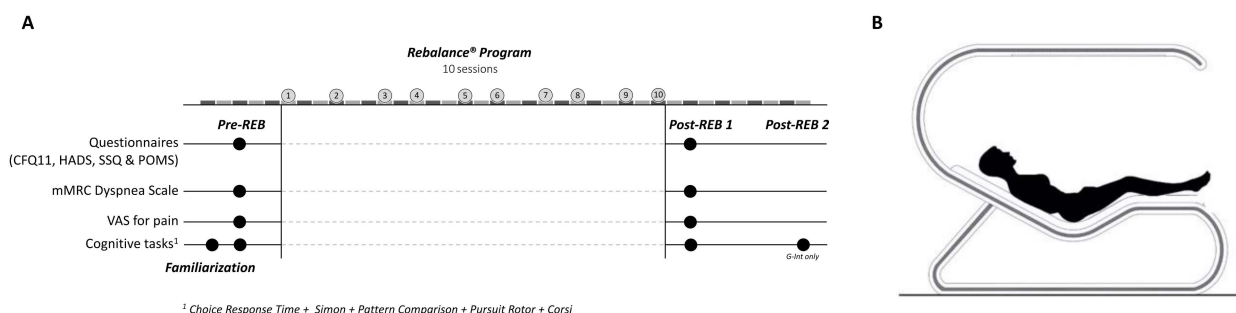 A
B
Rebalance® Program
10 sessions
1 2 3 4 5 6 7 8 9 10
Pre-REB Post-REB 1 Post-REB 2
Questionnaires
(CFQ11, HADS, SSQ & POMS)
mMRC Dyspnea Scale
VAS for pain
Cognitive tasks¹
G-Int only
Familiarization
¹ Choice Response Time + Simon + Pattern Comparison + Pursuit Rotor + Corsi